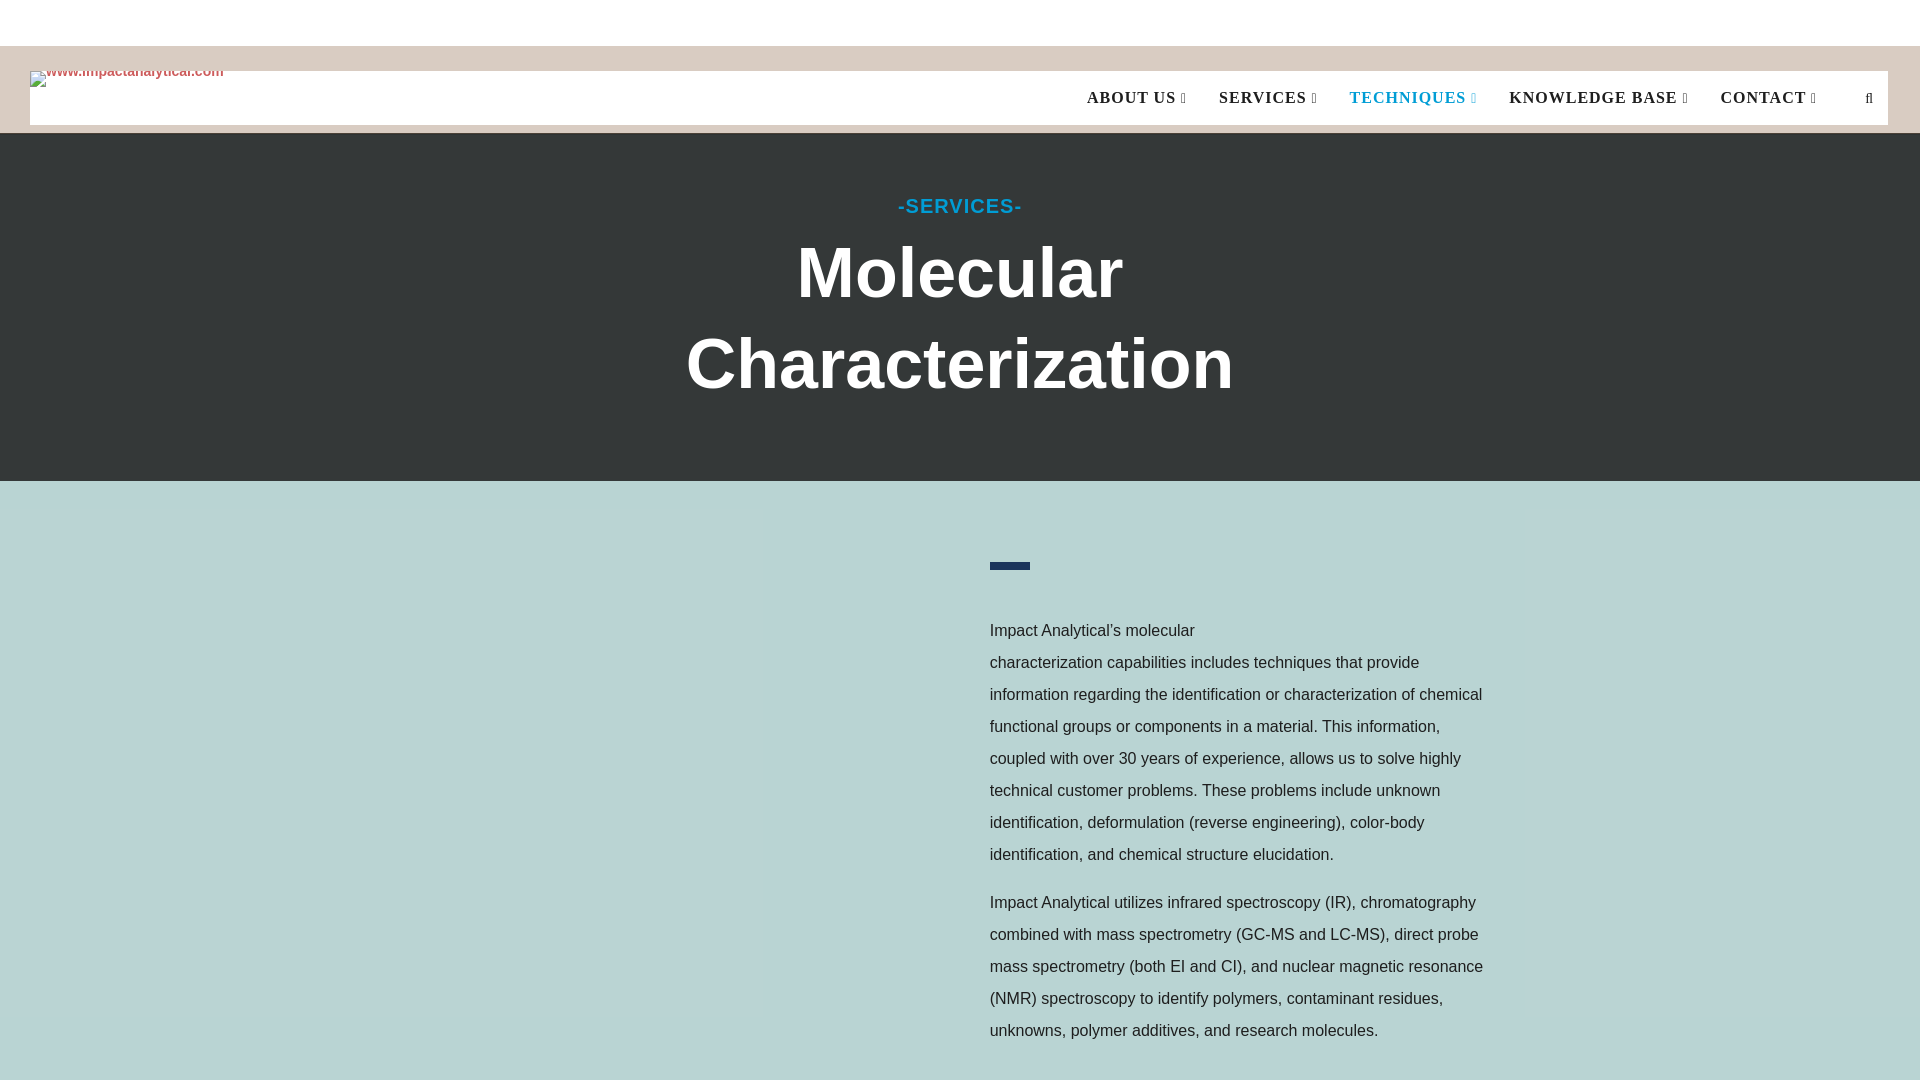 www.impactanalytical.com
ABOUT US SERVICES TECHNIQUES KNOWLEDGE BASE CONTACT
-SERVICES-
Molecular
Characterization
Impact Analytical’s molecular
characterization capabilities includes techniques that provide
information regarding the identification or characterization of chemical
functional groups or components in a material. This information,
coupled with over 30 years of experience, allows us to solve highly
technical customer problems. These problems include unknown
identification, deformulation (reverse engineering), color-body
identification, and chemical structure elucidation.
Impact Analytical utilizes infrared spectroscopy (IR), chromatography
combined with mass spectrometry (GC-MS and LC-MS), direct probe
mass spectrometry (both EI and CI), and nuclear magnetic resonance
(NMR) spectroscopy to identify polymers, contaminant residues,
unknowns, polymer additives, and research molecules.